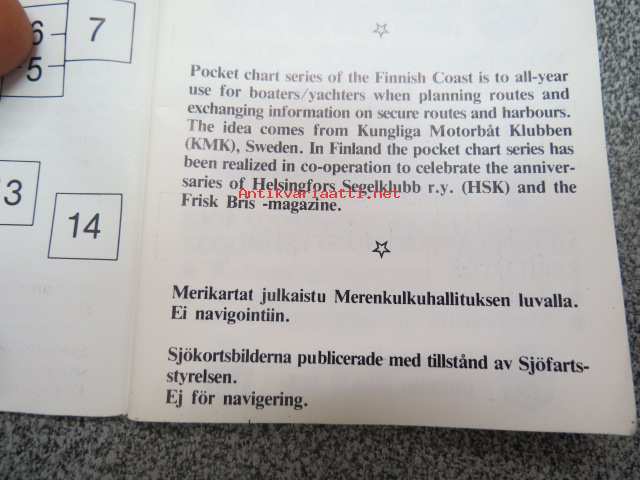 6
7
5
3
14
Pocket chart series of the Finnish Coast is to all-year
use for boaters/yachters when planning routes and
exchanging information on secure routes and harbours.
The idea comes from Kungliga Motorbåt Klubben
(KMK), Sweden. In Finland the pocket chart series has
been realized in co-operation to celebrate the anniver-
saries of Helsingfors Segelklubb r.y. (HSK) and the
Antikvariaatti.net
Frisk Bris -magazine.
Merikartat julkaistu Merenkulkuhallituksen luvalla.
Ei navigointiin.
Sjökortsbilderna publicerade med tillstånd av Sjöfarts-
styrelsen.
Ej för navigering.